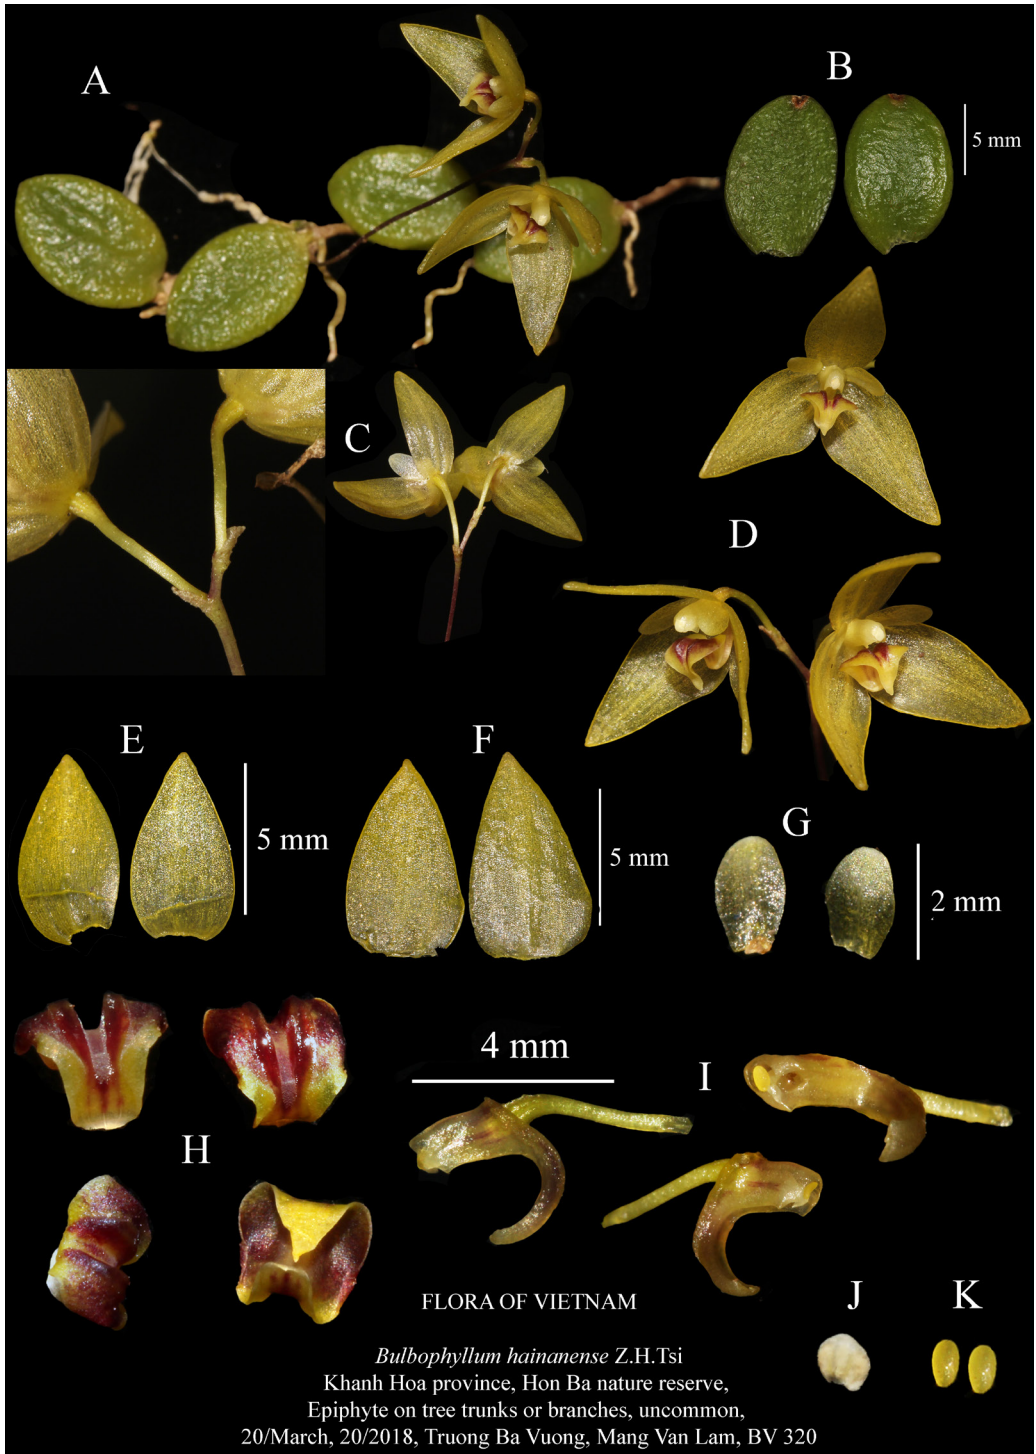 A
B
5 mm
C
D
E
5 mm
F
5 mm
G
2 mm
4 mm
I
H
J
K
FLORA OF VIETNAM
Bulbophyllum hainanense Z.H.Tsi
Khanh Hoa province, Hon Ba nature reserve,
Epiphyte on tree trunks or branches, uncommon,
20/March, 20/2018, Truong Ba Vuong, Mang Van Lam, BV 320